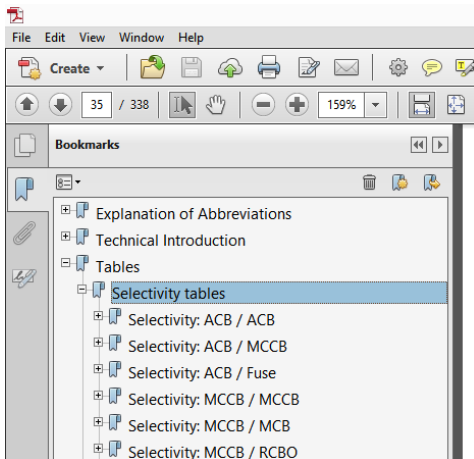 File Edit View Window Help
Create
35 / 338 159%
Bookmarks
Explanation of Abbreviations
Technical Introduction
Tables
Selectivity tables
Selectivity: ACB / ACB
Selectivity: ACB / MCCB
Selectivity: ACB / Fuse
Selectivity: MCCB / MCCB
Selectivity: MCCB / MCB
Selectivity: MCCB / RCBO